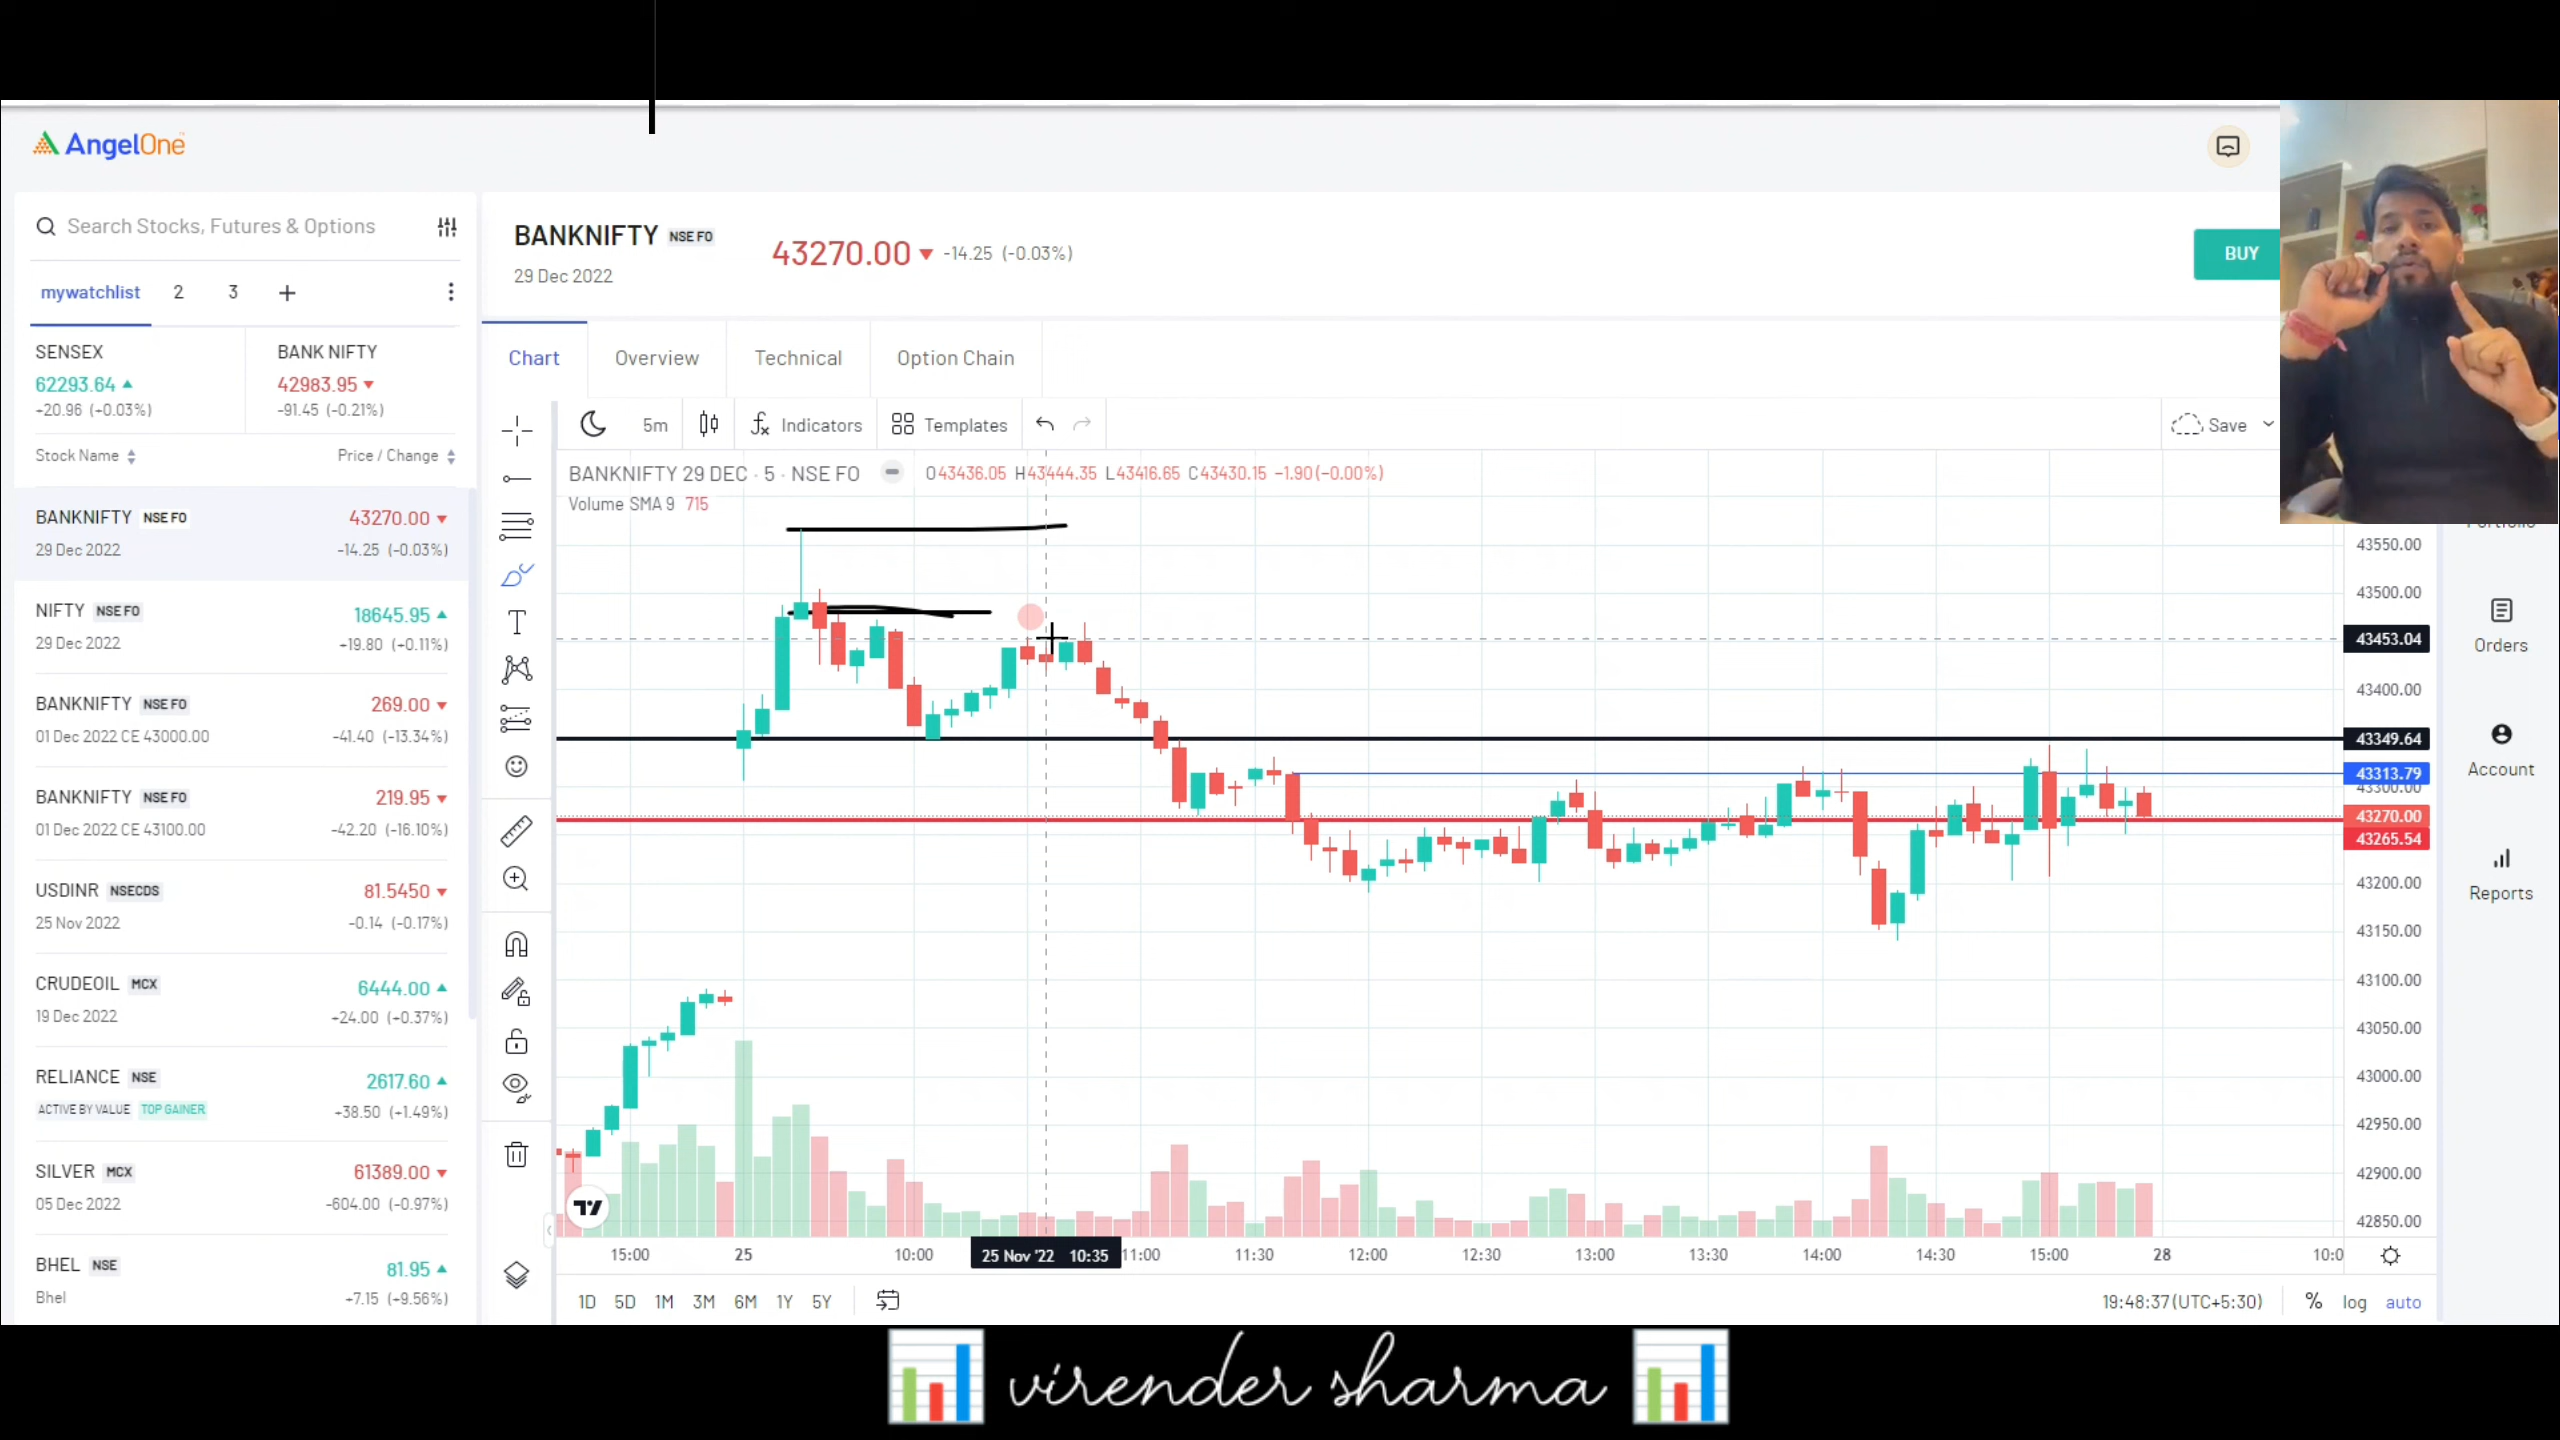 AngelOne
Search Stocks, Futures & Options
mywatchlist 2 3 +
SENSEX BANK NIFTY
62293.64 42983.95
+20.96 (+0.03%) -91.45 (-0.21%)
Stock Name Price / Change
BANKNIFTY NSE FO 43270.00
29 Dec 2022 -14.25 (-0.03%)
NIFTY NSE FO 18645.95
29 Dec 2022 +19.80 (+0.11%)
BANKNIFTY NSE FO 269.00
01 Dec 2022 CE 43000.00 -41.40 (-13.34%)
BANKNIFTY NSE FO 219.95
01 Dec 2022 CE 43100.00 -42.20 (-16.10%)
USDINR NSECDS 81.5450
25 Nov 2022 -0.14 (-0.17%)
CRUDEOIL MCX 6444.00
19 Dec 2022 +24.00 (+0.37%)
RELIANCE NSE 2617.60
ACTIVE BY VALUE TOP GAINER +38.50 (+1.49%)
SILVER MCX 61389.00
05 Dec 2022 -604.00 (-0.97%)
BHEL NSE 81.95
Bhel +7.15 (+9.56%)
BANKNIFTY NSE FO
29 Dec 2022
43270.00 -14.25 (-0.03%)
BUY
Chart Overview Technical Option Chain
5m Indicators Templates Save
BANKNIFTY 29 DEC · 5 · NSE FO O43436.05 H43444.35 L43416.65 C43430.15 -1.90 (-0.00%)
Volume SMA 9 715
43550.00
43500.00
43453.04
43400.00
43349.64
43313.79
43300.00
43270.00
43265.54
43200.00
43150.00
43100.00
43050.00
43000.00
42950.00
42900.00
42850.00
15:00 25 10:00 25 Nov '22 10:35 11:00 11:30 12:00 12:30 13:00 13:30 14:00 14:30 15:00 28 10:0
1D 5D 1M 3M 6M 1Y 5Y
19:48:37 (UTC+5:30) % log auto
Orders
Account
Reports
virender sharma